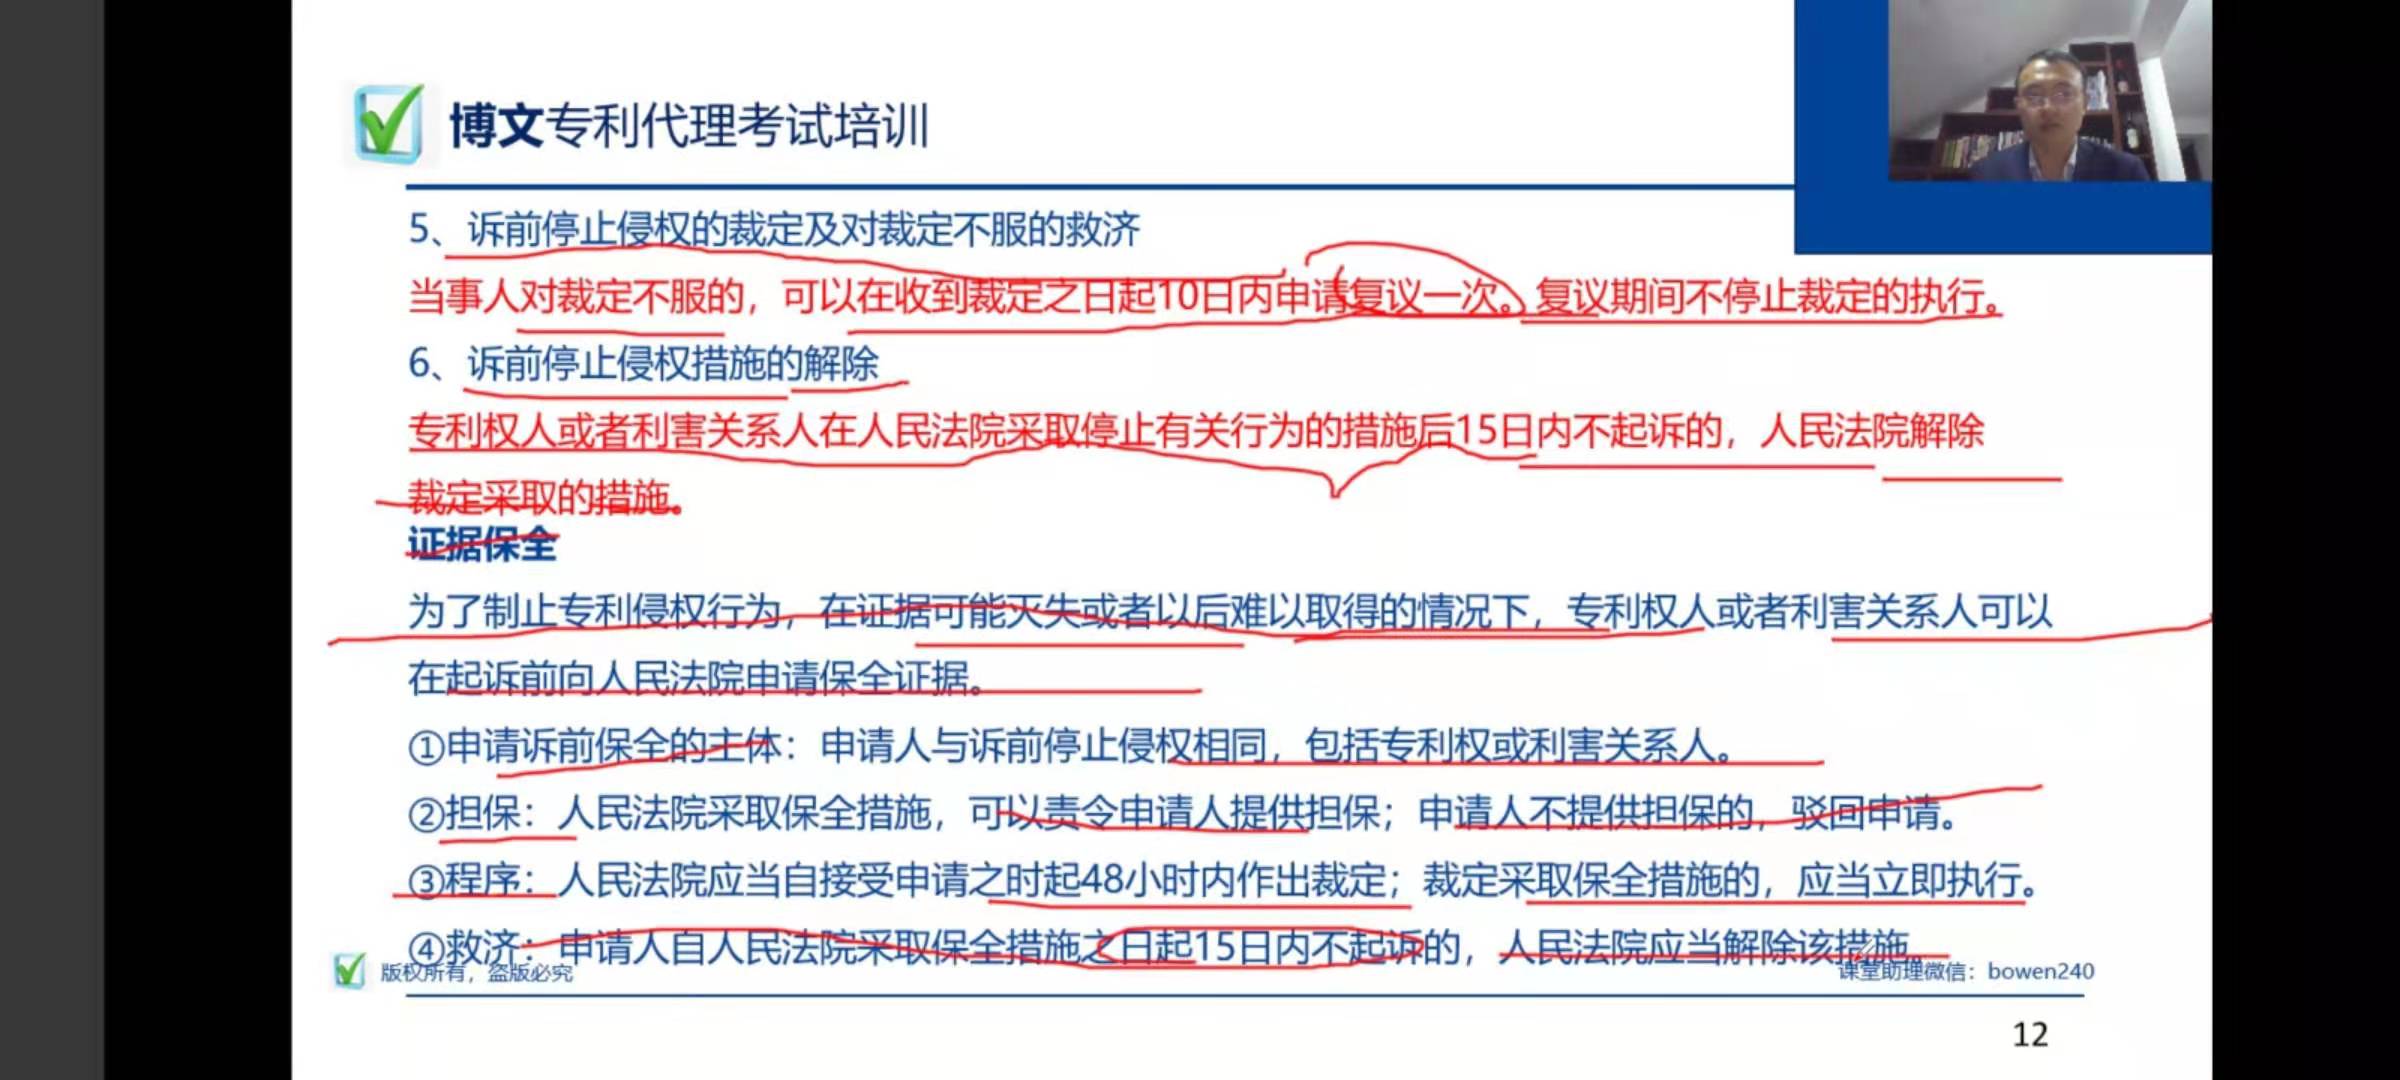 博文专利代理考试培训
5、诉前停止侵权的裁定及对裁定不服的救济
当事人对裁定不服的，可以在收到裁定之日起10日内申请复议一次。复议期间不停止裁定的执行。
6、诉前停止侵权措施的解除
专利权人或者利害关系人在人民法院采取停止有关行为的措施后15日内不起诉的，人民法院解除
裁定采取的措施。
证据保全
为了制止专利侵权行为，在证据可能灭失或者以后难以取得的情况下，专利权人或者利害关系人可以
在起诉前向人民法院申请保全证据。
①申请诉前保全的主体：申请人与诉前停止侵权相同，包括专利权或利害关系人。
②担保：人民法院采取保全措施，可以责令申请人提供担保；申请人不提供担保的，驳回申请。
③程序：人民法院应当自接受申请之时起48小时内作出裁定；裁定采取保全措施的，应当立即执行。
④救济：申请人自人民法院采取保全措施之日起15日内不起诉的，人民法院应当解除该措施。
版权所有，盗版必究
课堂助理微信：bowen240
12